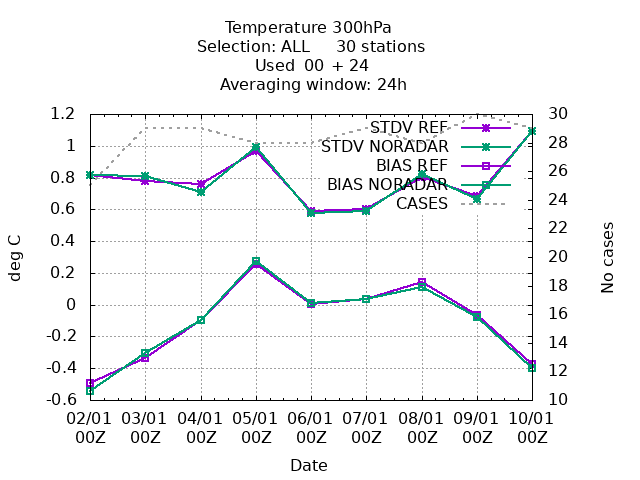 Temperature 300hPa
Selection: ALL 30 stations
Used 00 + 24
Averaging window: 24h
1.2
1
0.8
0.6
0.4
0.2
0
-0.2
-0.4
-0.6
deg C
STDV REF
STDV NORADAR
BIAS REF
BIAS NORADAR
CASES
30
28
26
24
22
20
18
16
14
12
10
No cases
02/01 03/01 04/01 05/01 06/01 07/01 08/01 09/01 10/01
00Z 00Z 00Z 00Z 00Z 00Z 00Z 00Z 00Z
Date